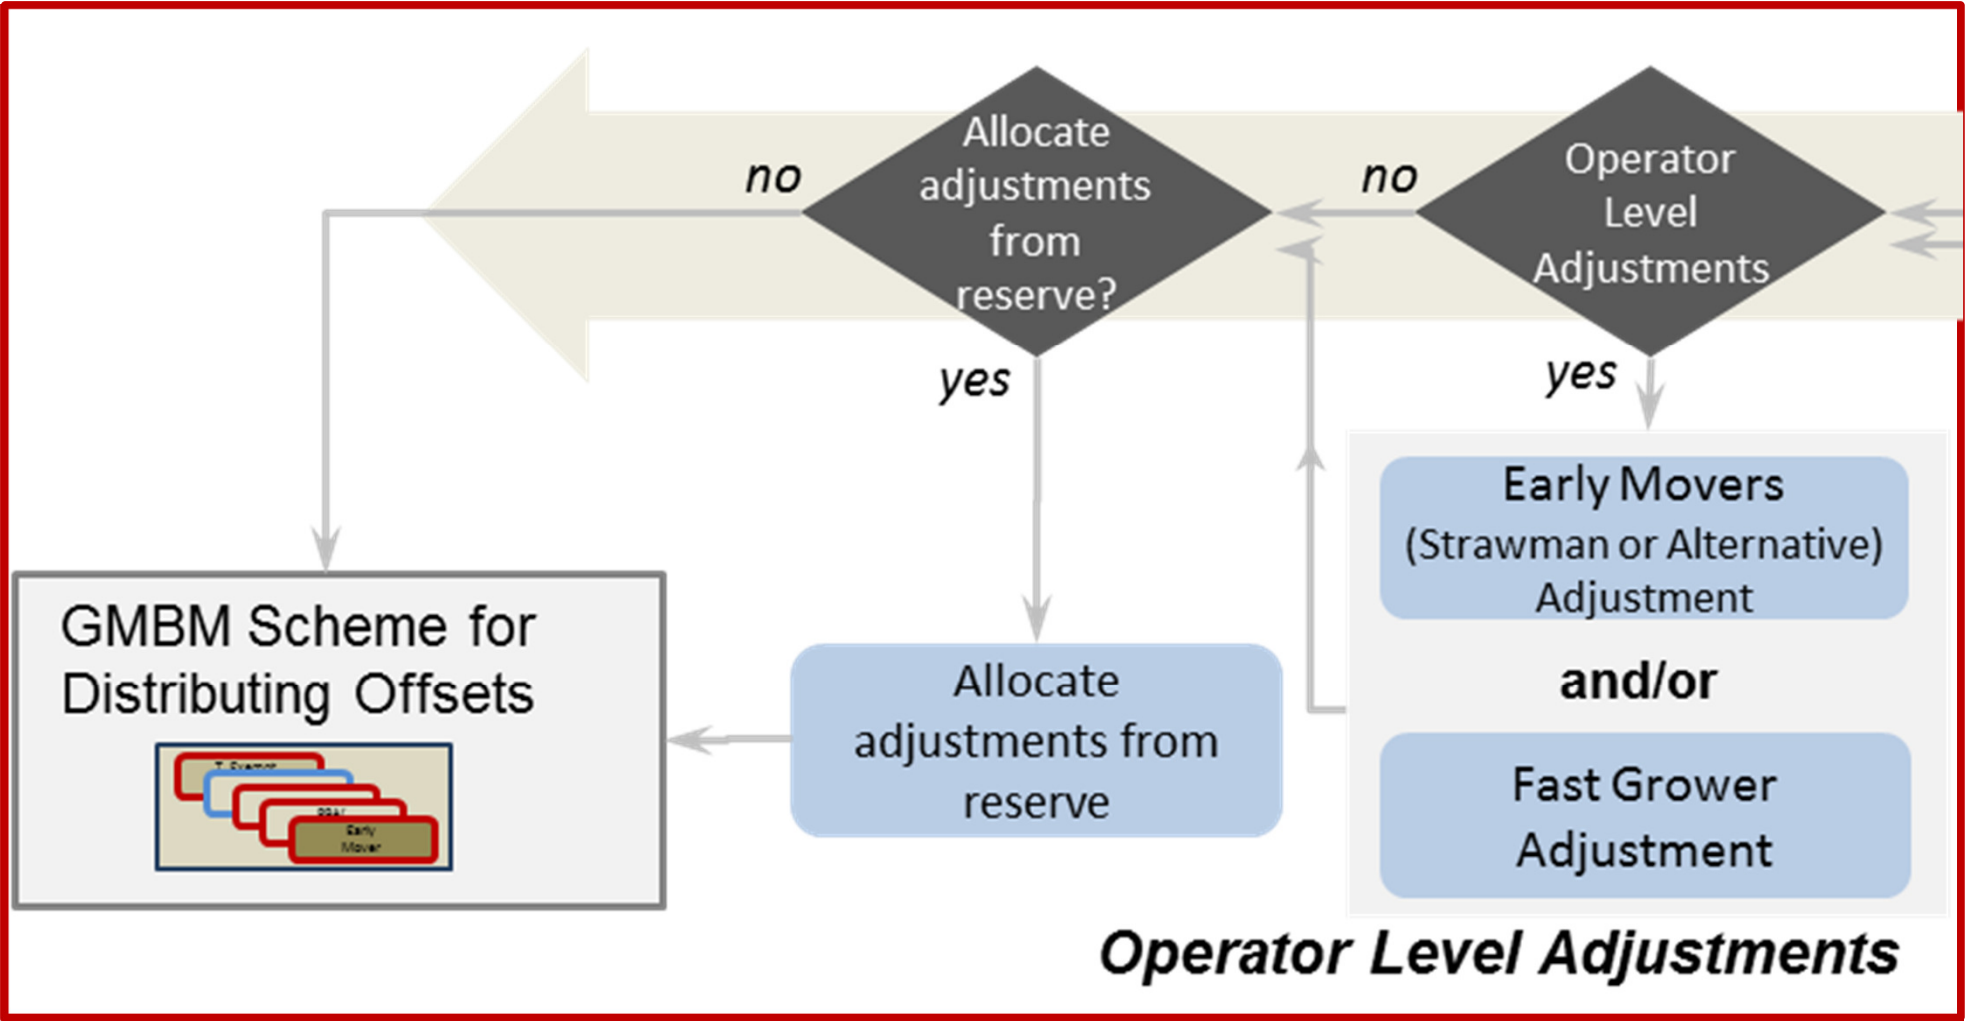 Allocate
adjustments
from
reserve?
no
yes
Operator
Level
Adjustments
no
yes
Early Movers
(Strawman or Alternative)
Adjustment
and/or
Fast Grower
Adjustment
Allocate
adjustments from
reserve
GMBM Scheme for
Distributing Offsets
Early
Mover
Operator Level Adjustments